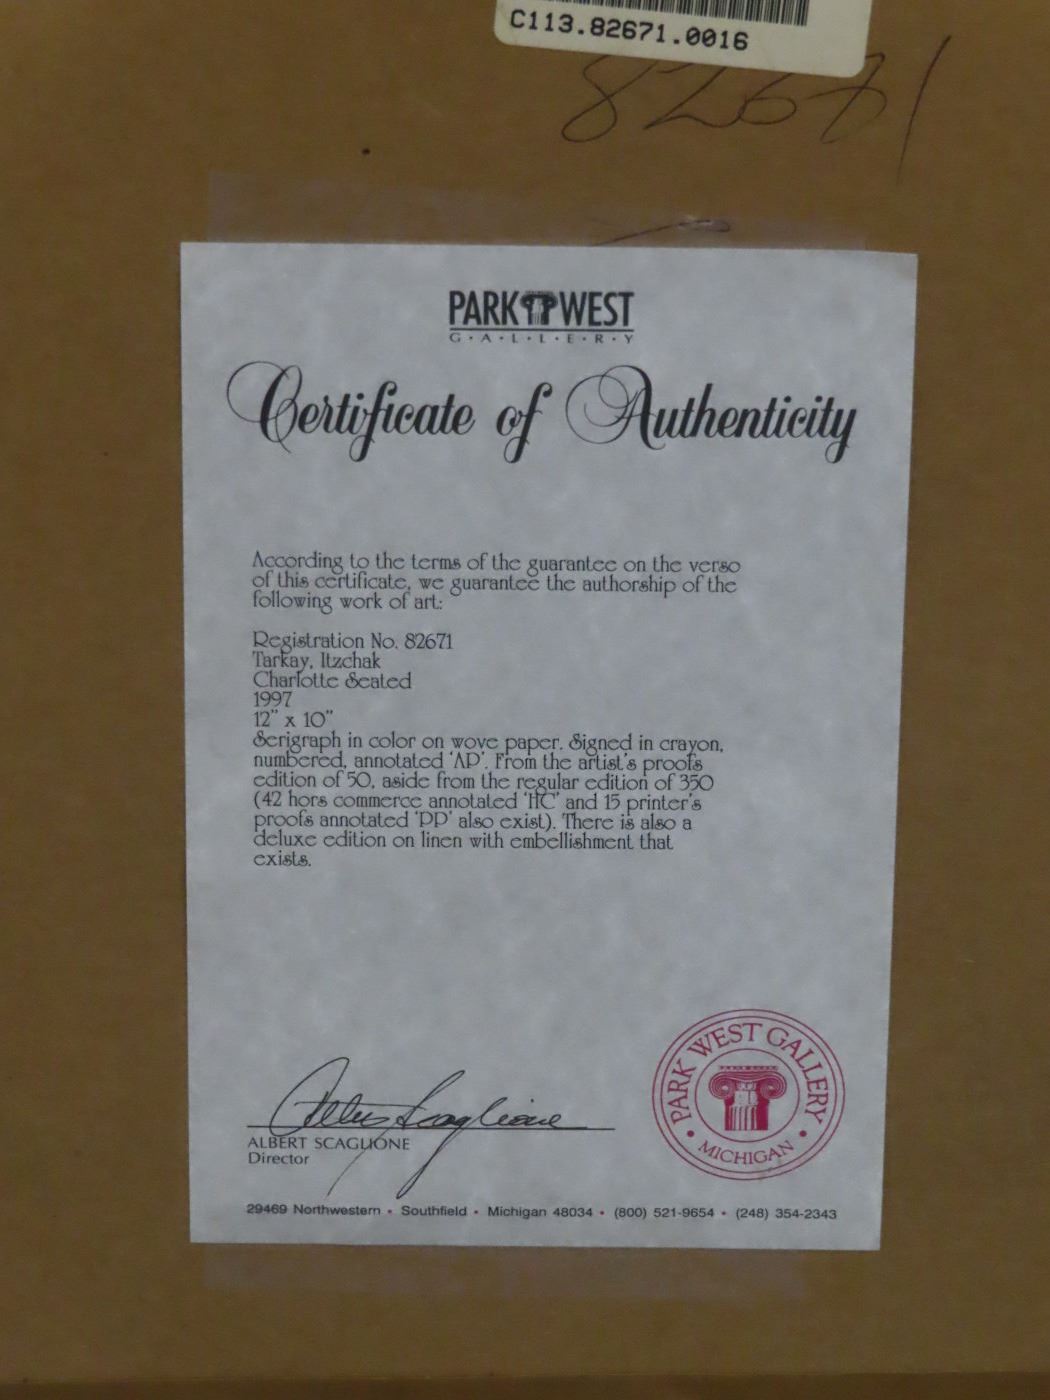 C113.82671.0016
82671
PARK WEST
G·A·L·L·E·R·Y
Certificate of Authenticity
According to the terms of the guarantee on the verso
of this certificate, we guarantee the authorship of the
following work of art:
Registration No. 82671
Tarkay, Itzchak
Charlotte Seated
1997
12" x 10"
Serigraph in color on wove paper. Signed in crayon,
numbered, annotated 'AP'. From the artist's proofs
edition of 50, aside from the regular edition of 350
(42 hors commerce annotated 'HC' and 15 printer's
proofs annotated 'PP' also exist). There is also a
deluxe edition on linen with embellishment that
exists.
Albert Scaglione
ALBERT SCAGLIONE
Director
PARK WEST GALLERY
• MICHIGAN •
29469 Northwestern • Southfield • Michigan 48034 • (800) 521-9654 • (248) 354-2343